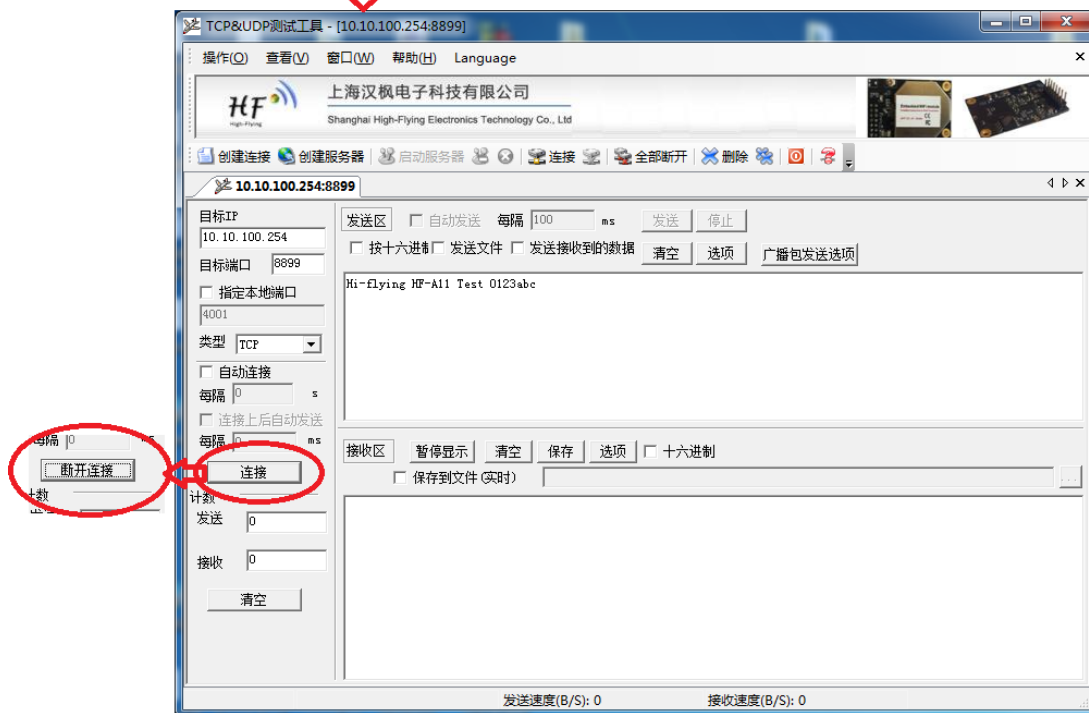 TCP&UDP测试工具 - [10.10.100.254:8899]
操作(O) 查看(V) 窗口(W) 帮助(H) Language
HF
High-Flying
上海汉枫电子科技有限公司
Shanghai High-Flying Electronics Technology Co., Ltd
创建连接 创建服务器 启动服务器 连接 全部断开 删除
10.10.100.254:8899
目标IP
10.10.100.254
目标端口 8899
指定本地端口
4001
类型 TCP
自动连接
每隔 0 s
连接上后自动发送
每隔 0 ms
连接
计数
发送 0
接收 0
清空
发送区 自动发送 每隔 100 ms 发送 停止
按十六进制 发送文件 发送接收到的数据 清空 选项 广播包发送选项
Hi-flying HF-A11 Test 0123abc
接收区 暂停显示 清空 保存 选项 十六进制
保存到文件(实时) ...
每隔 0 ms
断开连接
计数
发送速度(B/S): 0 接收速度(B/S): 0